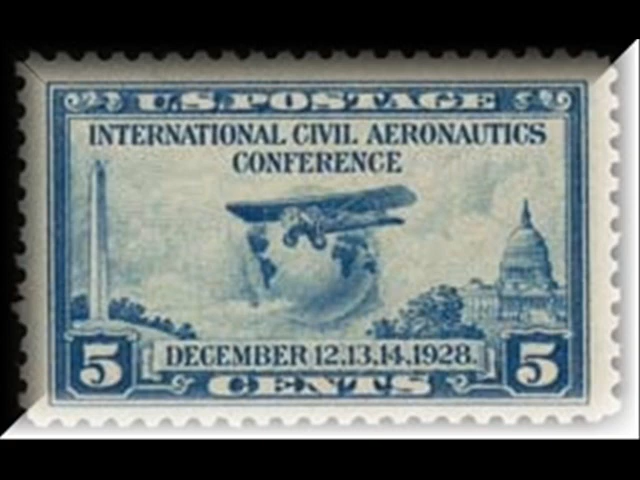 U.S. POSTAGE
INTERNATIONAL CIVIL AERONAUTICS
CONFERENCE
5 DECEMBER 12.13.14.1928. 5
CENTS